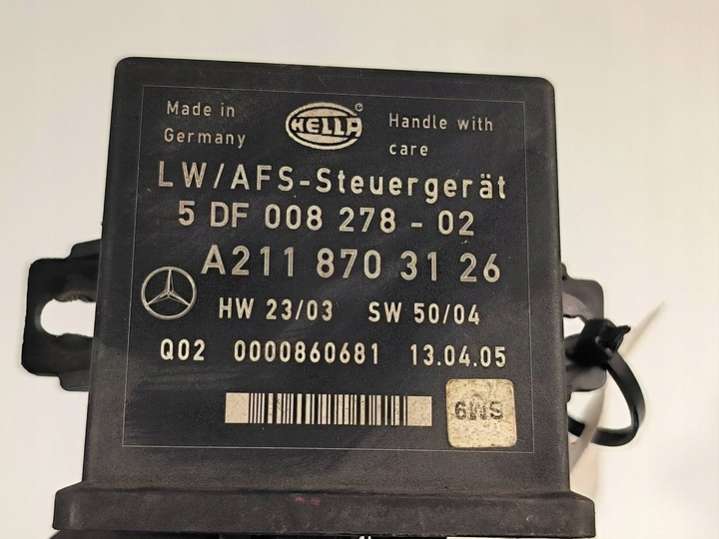 Made in
Germany
HELLA
®
Handle with
care
LW/AFS-Steuergerät
5 DF 008 278 - 02
A211 870 31 26
HW 23/03 SW 50/04
Q02 0000860681 13.04.05
6WS